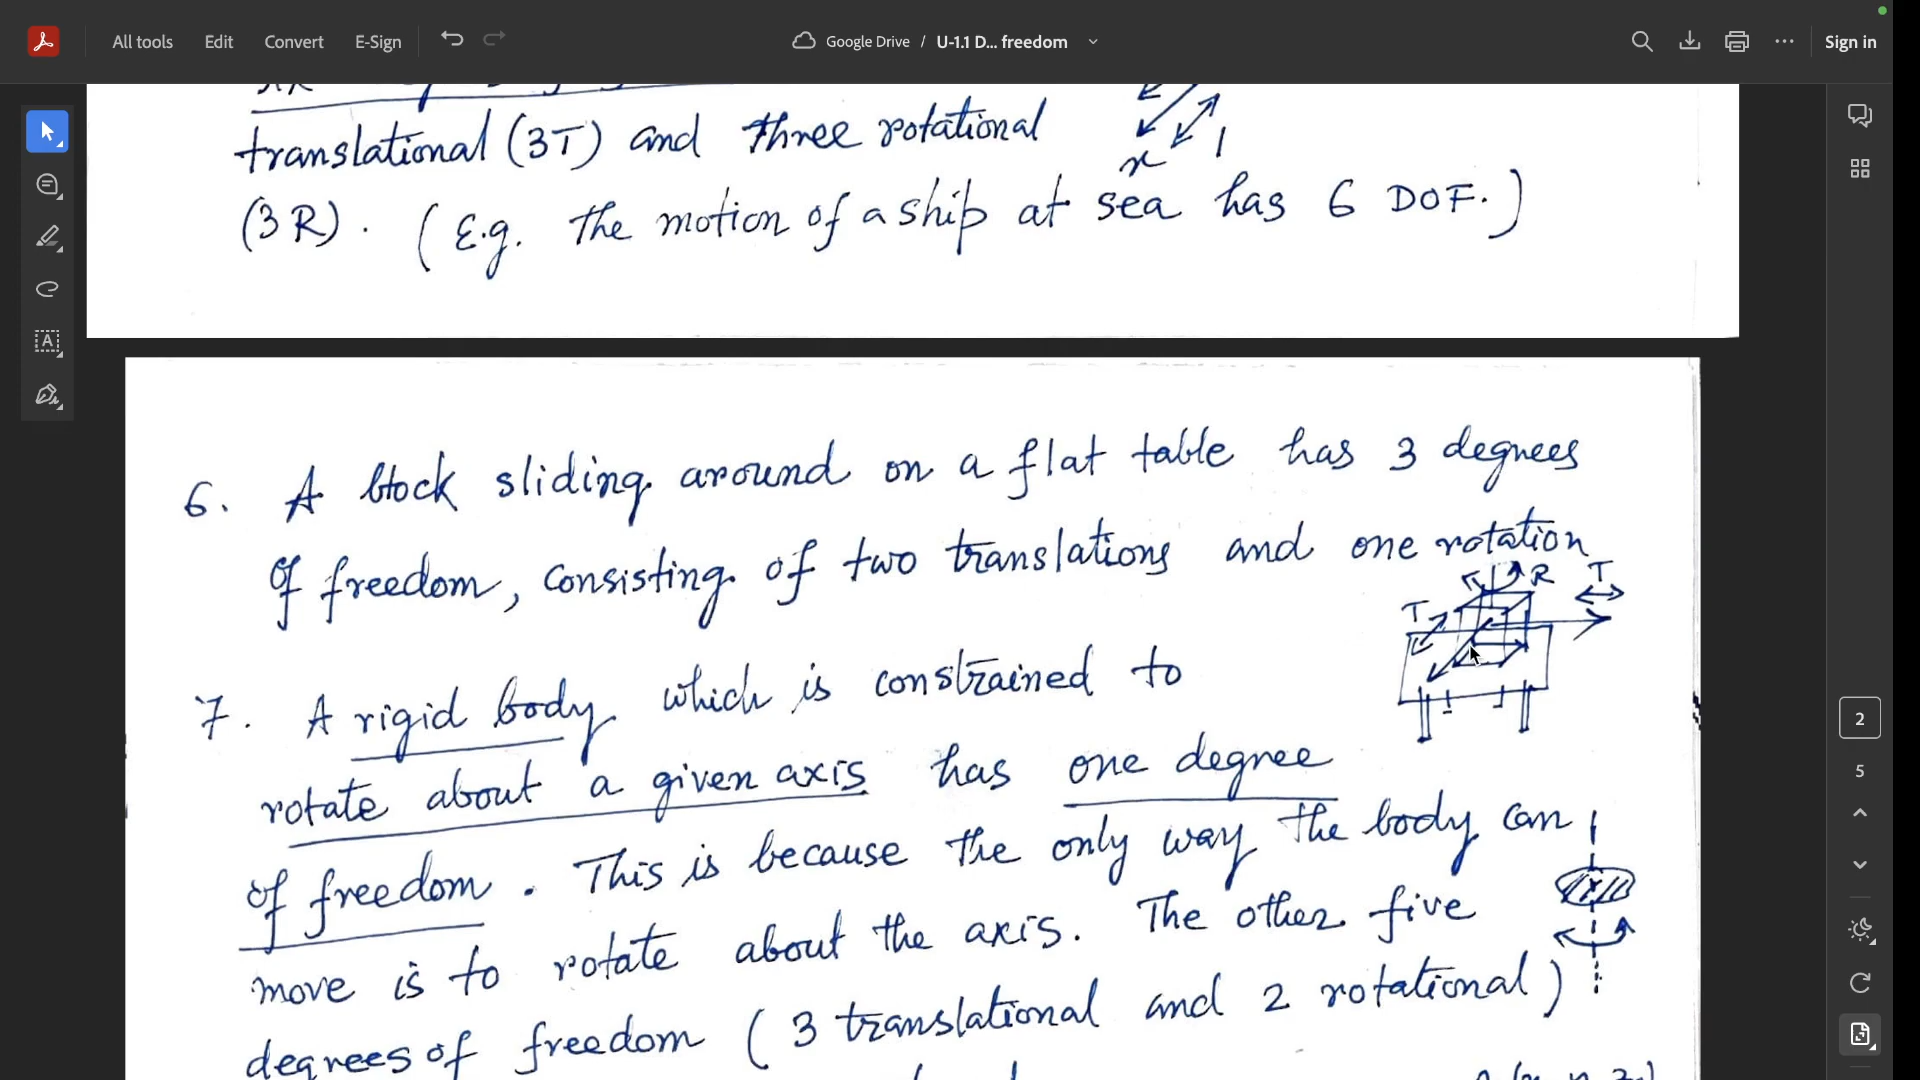 All tools Edit Convert E-Sign Google Drive / U-1.1 D... freedom Sign in
translational (3T) and three rotational
x 1
(3R). (E.g. the motion of a ship at sea has 6 DOF.)
6. A block sliding around on a flat table has 3 degrees
of freedom, consisting of two translations and one rotation
R T
T
7. A rigid body which is constrained to
rotate about a given axis has one degree
of freedom. This is because the only way the body can
move is to rotate about the axis. The other five
degrees of freedom (3 translational and 2 rotational)
2
5